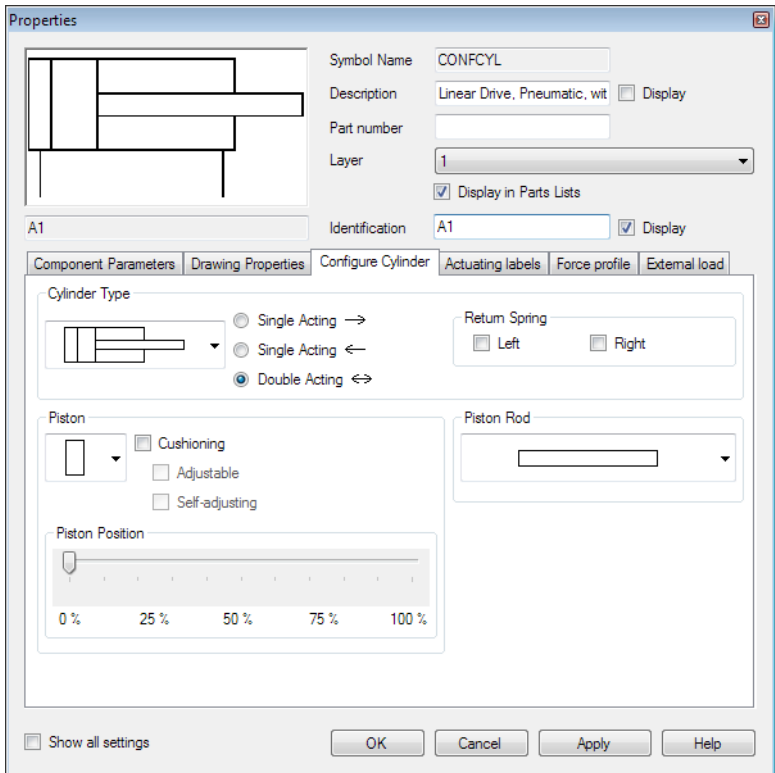 Properties
Symbol Name CONFCYL
Description Linear Drive, Pneumatic, wit Display
Part number
Layer 1
Display in Parts Lists
A1 Identification A1 Display
Component Parameters Drawing Properties Configure Cylinder Actuating labels Force profile External load
Cylinder Type
Single Acting
Single Acting
Double Acting
Return Spring
Left Right
Piston
Cushioning
Adjustable
Self-adjusting
Piston Rod
Piston Position
0 % 25 % 50 % 75 % 100 %
Show all settings OK Cancel Apply Help